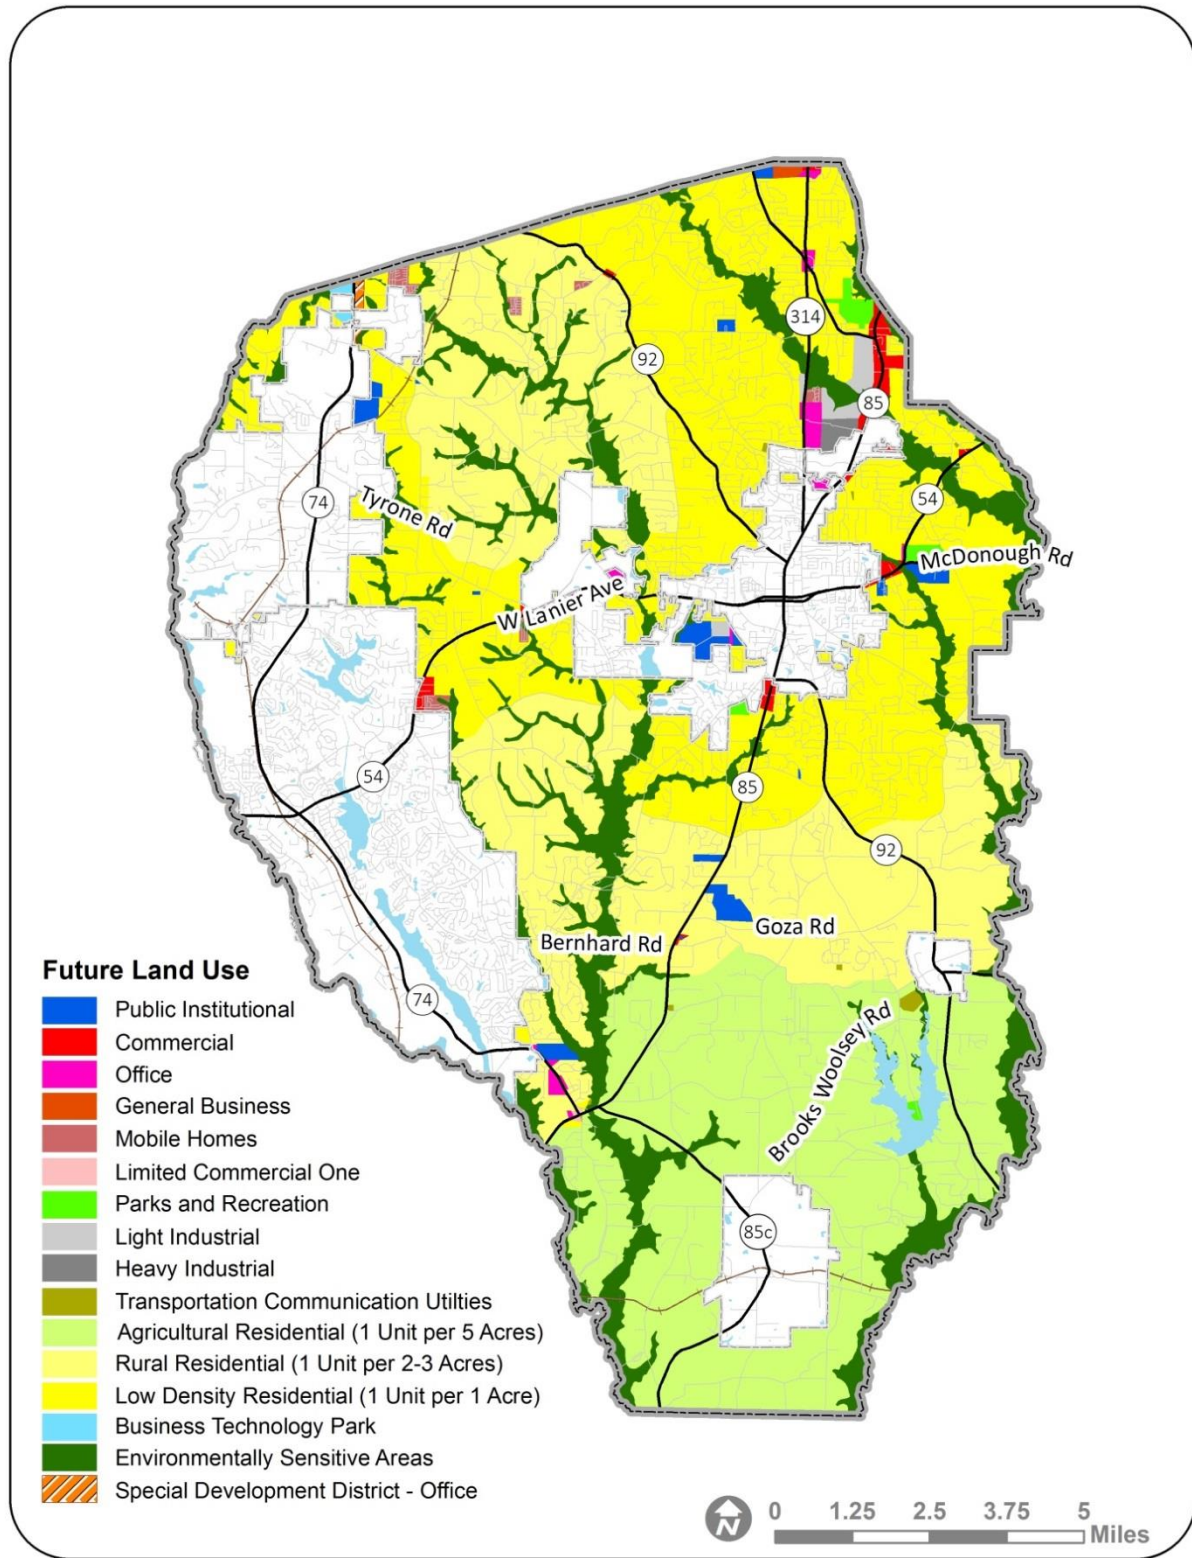 314
92
85
54
74
Tyrone Rd
McDonough Rd
W Lanier Ave
54
85
92
Goza Rd
Bernhard Rd
Future Land Use
Public Institutional
Commercial
Office
General Business
Mobile Homes
Limited Commercial One
Parks and Recreation
Light Industrial
Heavy Industrial
Transportation Communication Utilties
Agricultural Residential (1 Unit per 5 Acres)
Rural Residential (1 Unit per 2-3 Acres)
Low Density Residential (1 Unit per 1 Acre)
Business Technology Park
Environmentally Sensitive Areas
Special Development District - Office
74
Brooks Woolsey Rd
85c
N
0 1.25 2.5 3.75 5
Miles